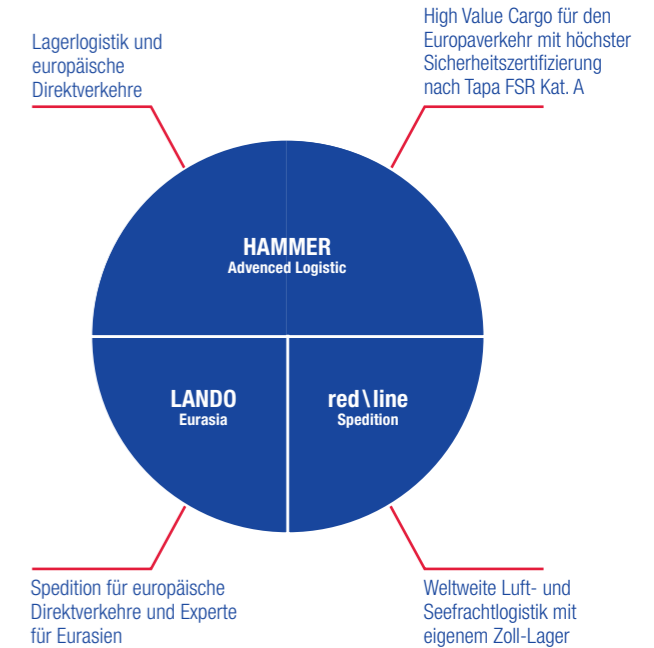 Lagerlogistik und
europäische
Direktverkehre
High Value Cargo für den
Europaverkehr mit höchster
Sicherheitszertifizierung
nach Tapa FSR Kat. A
HAMMER
Advenced Logistic
LANDO
Eurasia
red\line
Spedition
Spedition für europäische
Direktverkehre und Experte
für Eurasien
Weltweite Luft- und
Seefrachtlogistik mit
eigenem Zoll-Lager